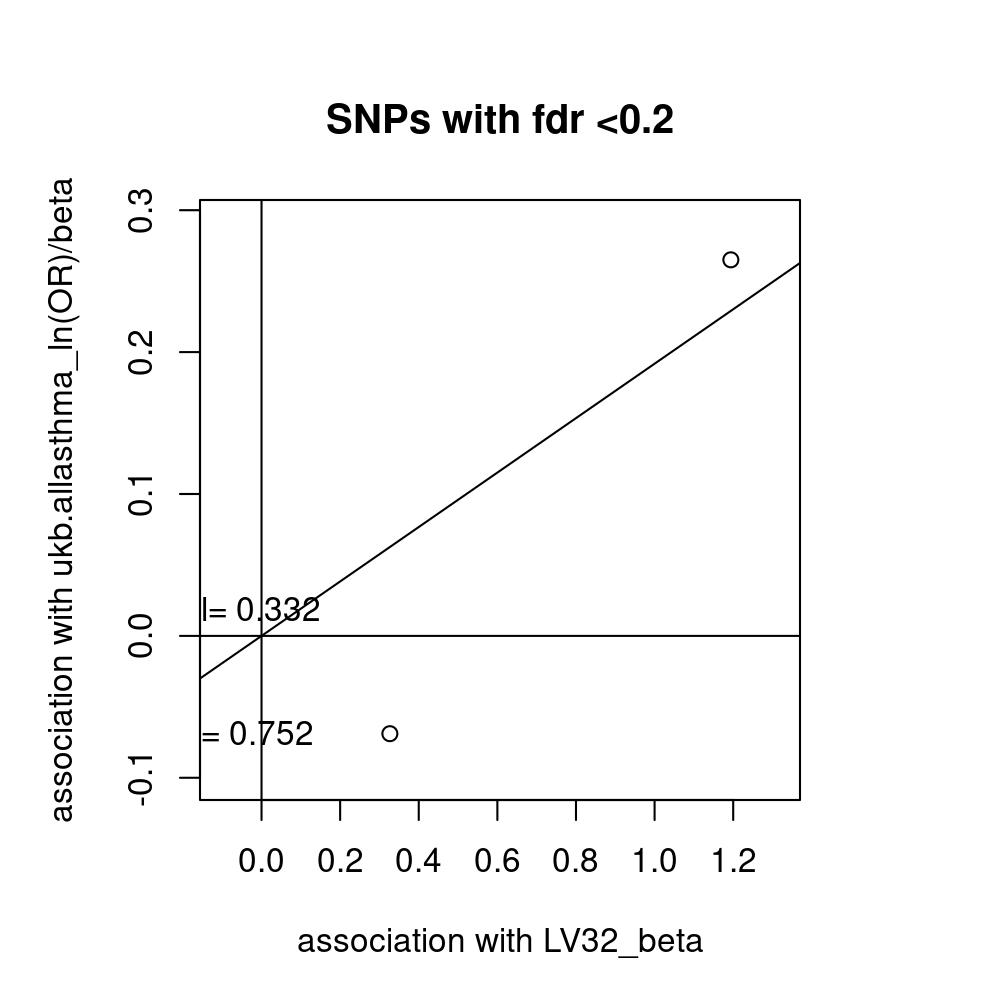 SNPs with fdr <0.2
association with ukb.allasthma_ln(OR)/beta
0.3
0.2
0.1
0.0
-0.1
l= 0.332
= 0.752
0.0 0.2 0.4 0.6 0.8 1.0 1.2
association with LV32_beta